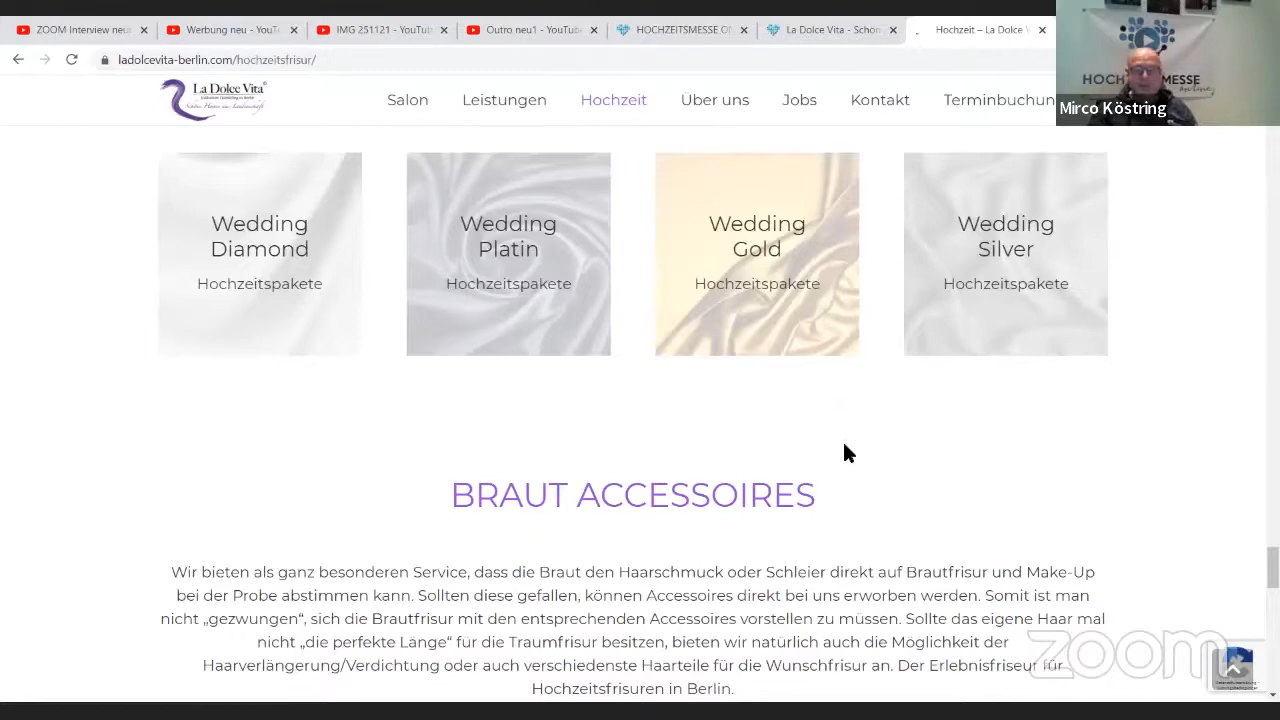 ZOOM Interview neu
Werbung neu - YouT
IMG 251121 - YouTu
Outro neu1 - YouTube
HOCHZEITSMESSE
La Dolce Vita - Schön
Hochzeit – La Dolce V
ladolcevita-berlin.com/hochzeitsfrisur/
La Dolce Vita
Salon
Leistungen
Hochzeit
Über uns
Jobs
Kontakt
Terminbuchun
MESSE
online
Mirco Köstring
Wedding
Diamond
Hochzeitspakete
Wedding
Platin
Hochzeitspakete
Wedding
Gold
Hochzeitspakete
Wedding
Silver
Hochzeitspakete
BRAUT ACCESSOIRES
Wir bieten als ganz besonderen Service, dass die Braut den Haarschmuck oder Schleier direkt auf Brautfrisur und Make-Up
bei der Probe abstimmen kann. Sollten diese gefallen, können Accessoires direkt bei uns erworben werden. Somit ist man
nicht „gezwungen“, sich die Brautfrisur mit den entsprechenden Accessoires vorstellen zu müssen. Sollte das eigene Haar mal
nicht „die perfekte Länge“ für die Traumfrisur besitzen, bieten wir natürlich auch die Möglichkeit der
Haarverlängerung/Verdichtung oder auch verschiedenste Haarteile für die Wunschfrisur an. Der Erlebnisfriseur für
Hochzeitsfrisuren in Berlin.
zoom